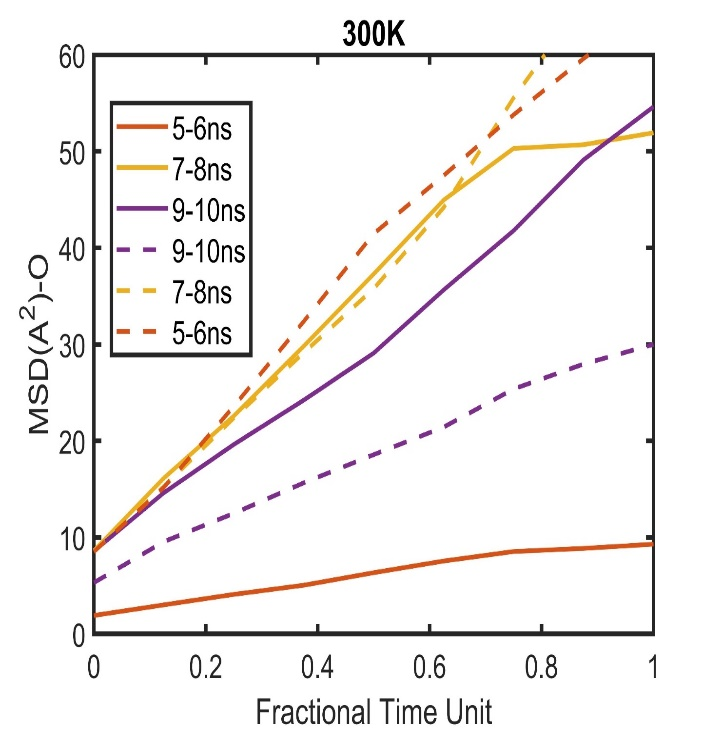 300K
60
50
40
30
20
10
0
MSD(A²)-O
5-6ns
7-8ns
9-10ns
9-10ns
7-8ns
5-6ns
0 0.2 0.4 0.6 0.8 1
Fractional Time Unit